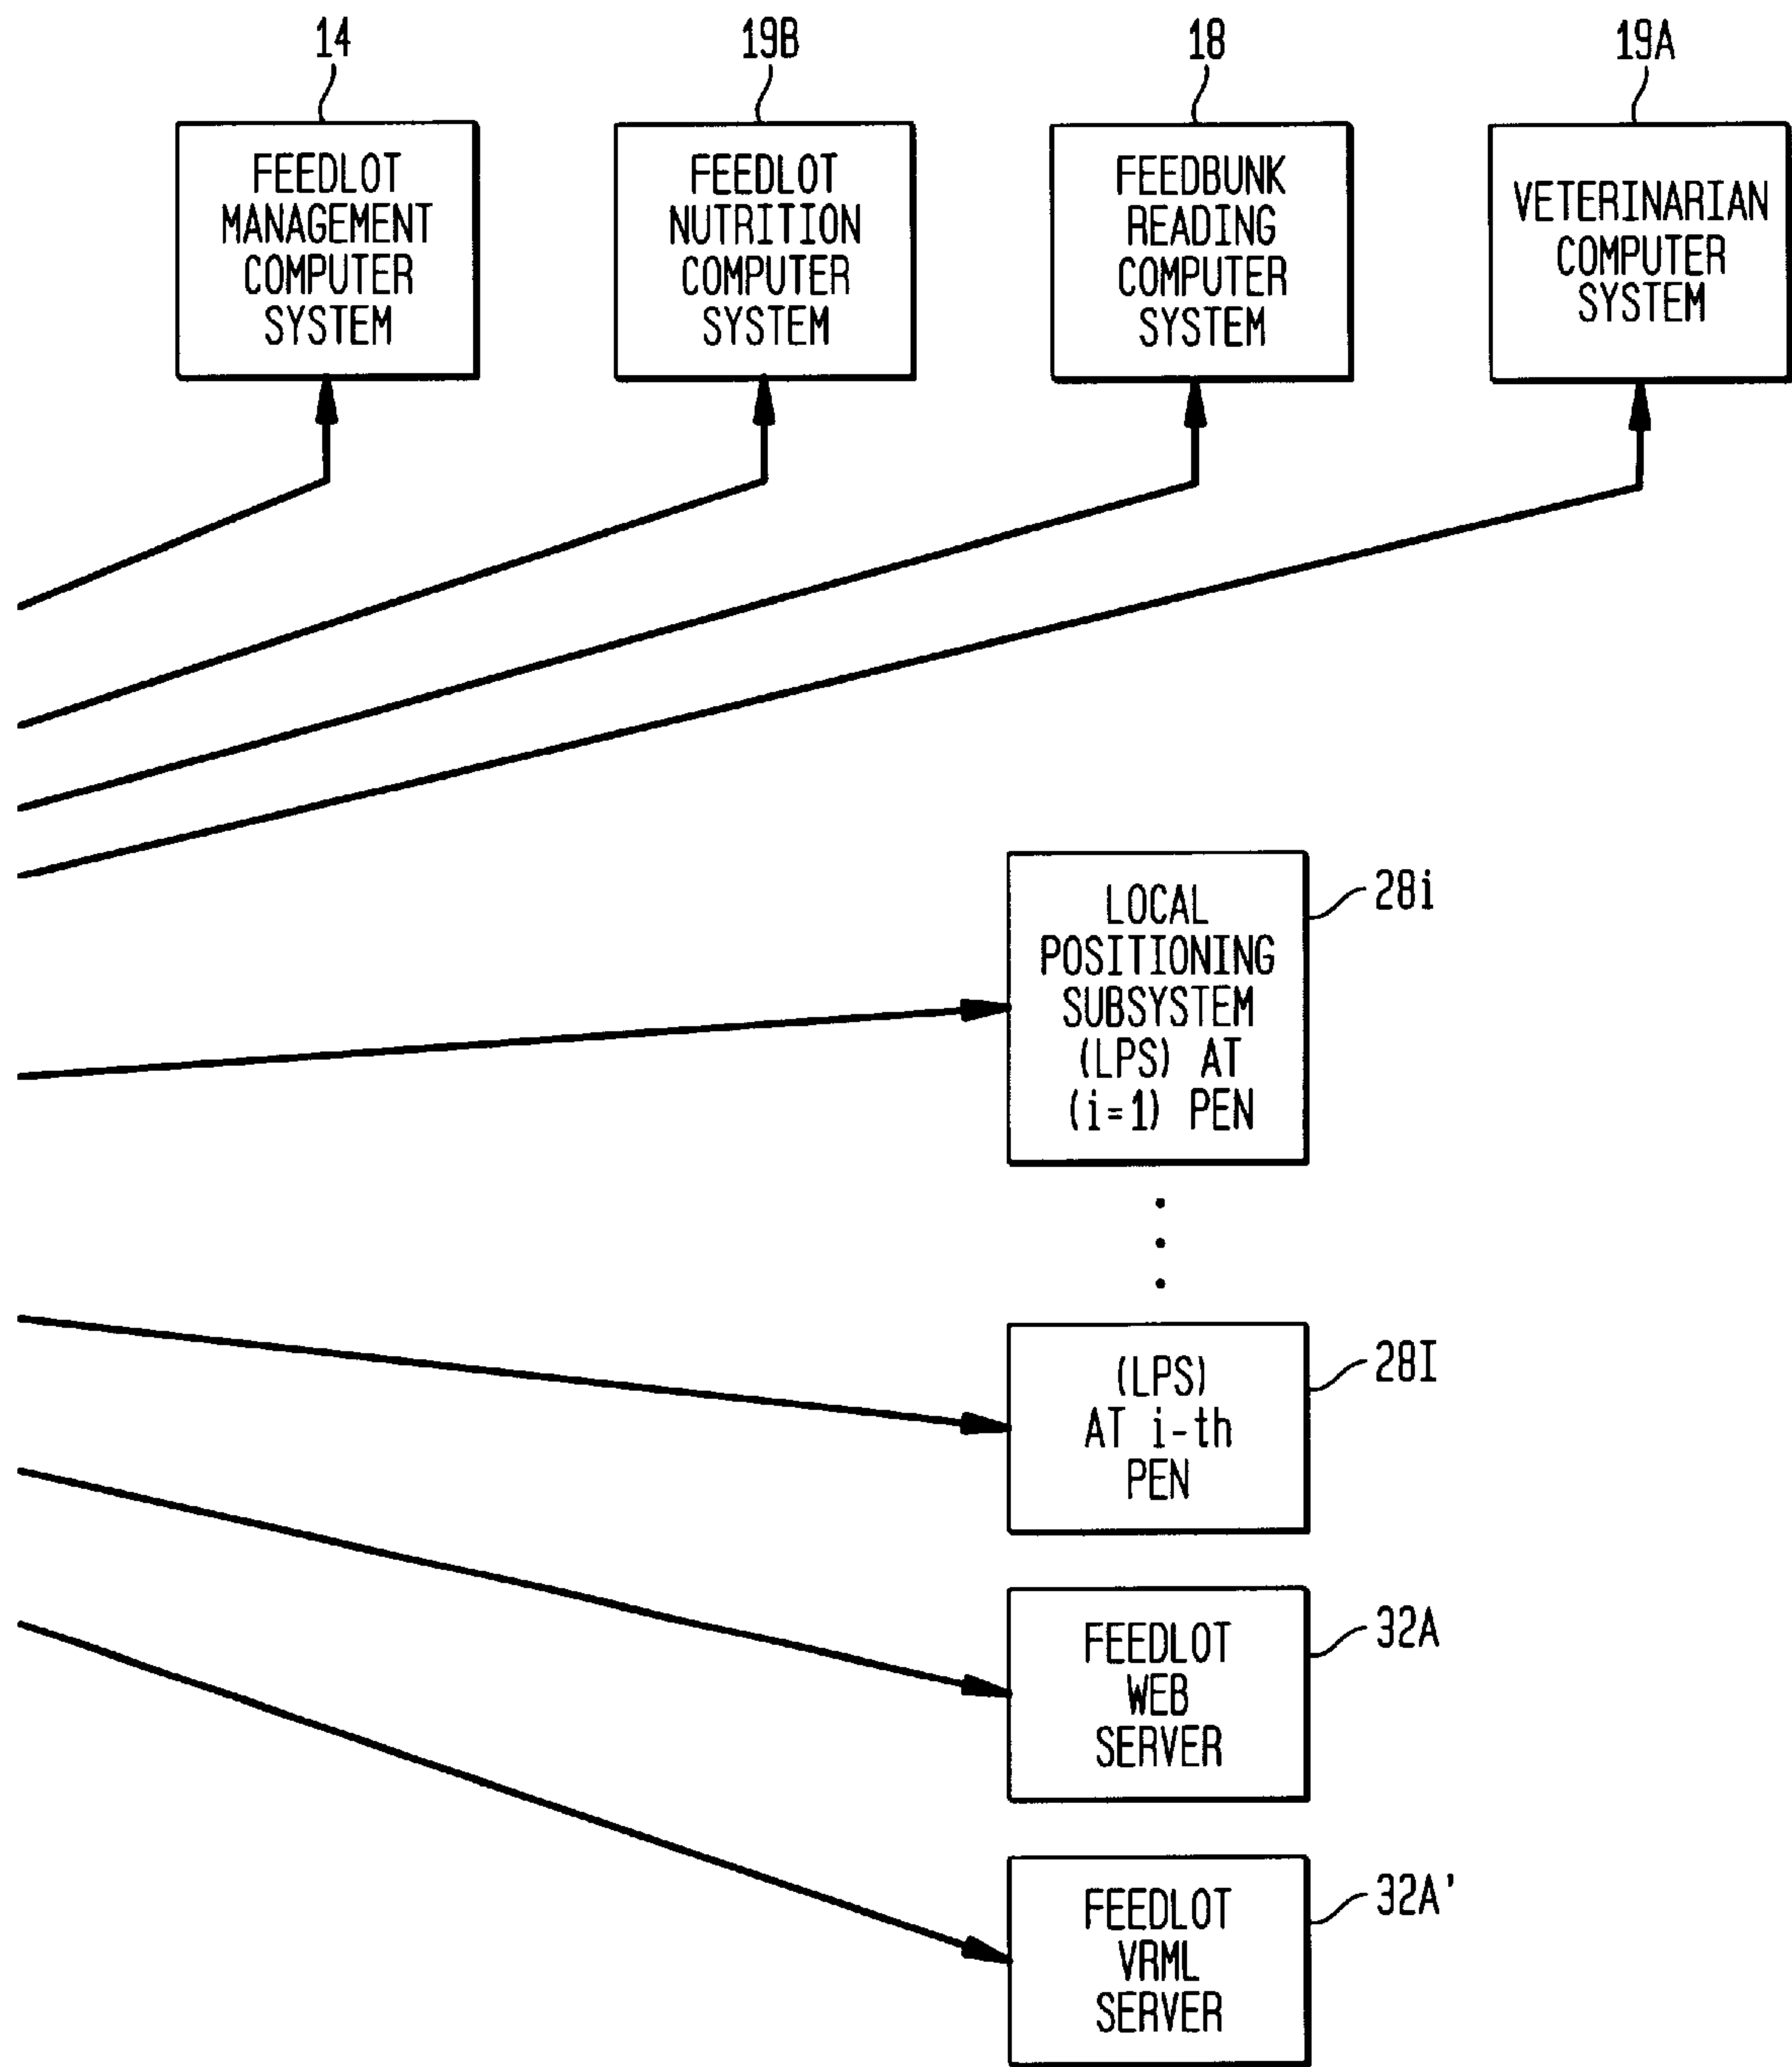 14
19B
18
19A
FEEDLOT
MANAGEMENT
COMPUTER
SYSTEM
FEEDLOT
NUTRITION
COMPUTER
SYSTEM
FEEDBUNK
READING
COMPUTER
SYSTEM
VETERINARIAN
COMPUTER
SYSTEM
LOCAL
POSITIONING
SUBSYSTEM
(LPS) AT
(i=1) PEN
28i
(LPS)
AT i-th
PEN
28I
FEEDLOT
WEB
SERVER
32A
FEEDLOT
VRML
SERVER
32A'